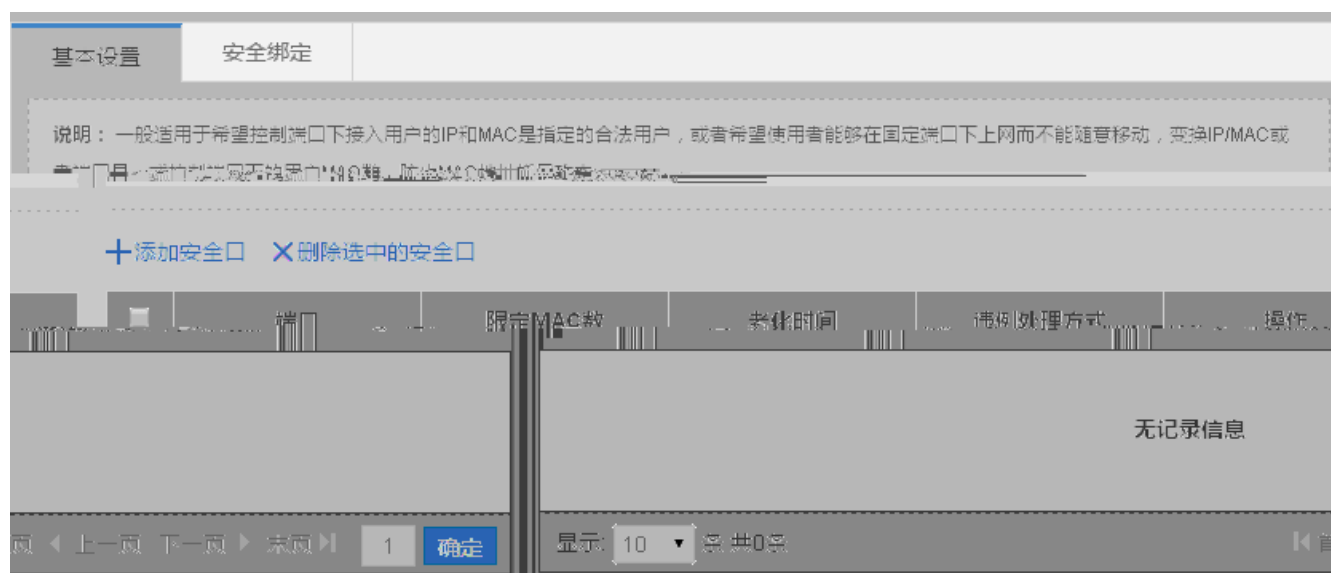 基本设置 安全绑定
说明：一般适用于希望控制端口下接入用户的IP和MAC是指定的合法用户，或者希望使用者能够在固定端口下上网而不能随意移动，变换IP/MAC或
添加安全口 删除选中的安全口
端口 限定MAC数 老化时间 违例处理方式 操作
无记录信息
页 上一页 下一页 末页 1 确定 显示: 10 条 共0条 首